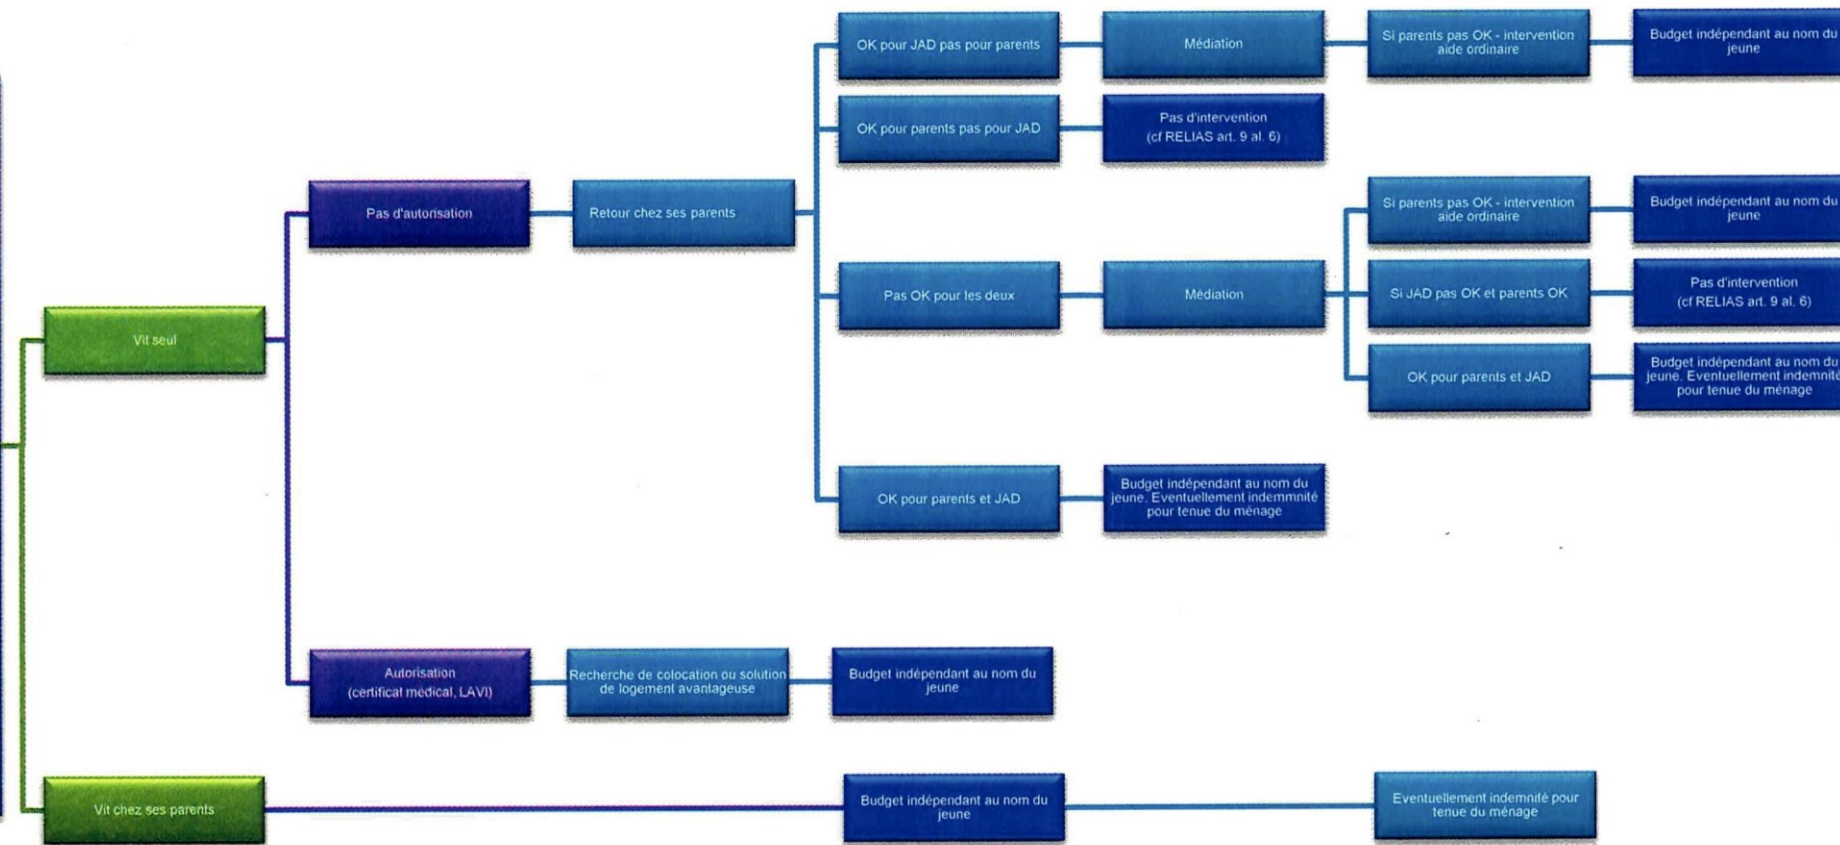 OK pour JAD pas pour parents
Médiation
Si parents pas OK - intervention
aide ordinaire
Budget indépendant au nom du
jeune
OK pour parents pas pour JAD
Pas d'intervention
(cf RELIAS art. 9 al. 6)
Pas d'autorisation
Retour chez ses parents
Si parents pas OK - intervention
aide ordinaire
Budget indépendant au nom du
jeune
Pas OK pour les deux
Médiation
Si JAD pas OK et parents OK
Pas d'intervention
(cf RELIAS art. 9 al. 6)
Vit seul
OK pour parents et JAD
Budget indépendant au nom du
jeune. Eventuellement indemnité
pour tenue du ménage
OK pour parents et JAD
Budget indépendant au nom du
jeune. Eventuellement indemmnité
pour tenue du ménage
Autorisation
(certificat médical, LAVI)
Recherche de colocation ou solution
de logement avantageuse
Budget indépendant au nom du
jeune
Vit chez ses parents
Budget indépendant au nom du
jeune
Eventuellement indemnité pour
tenue du ménage